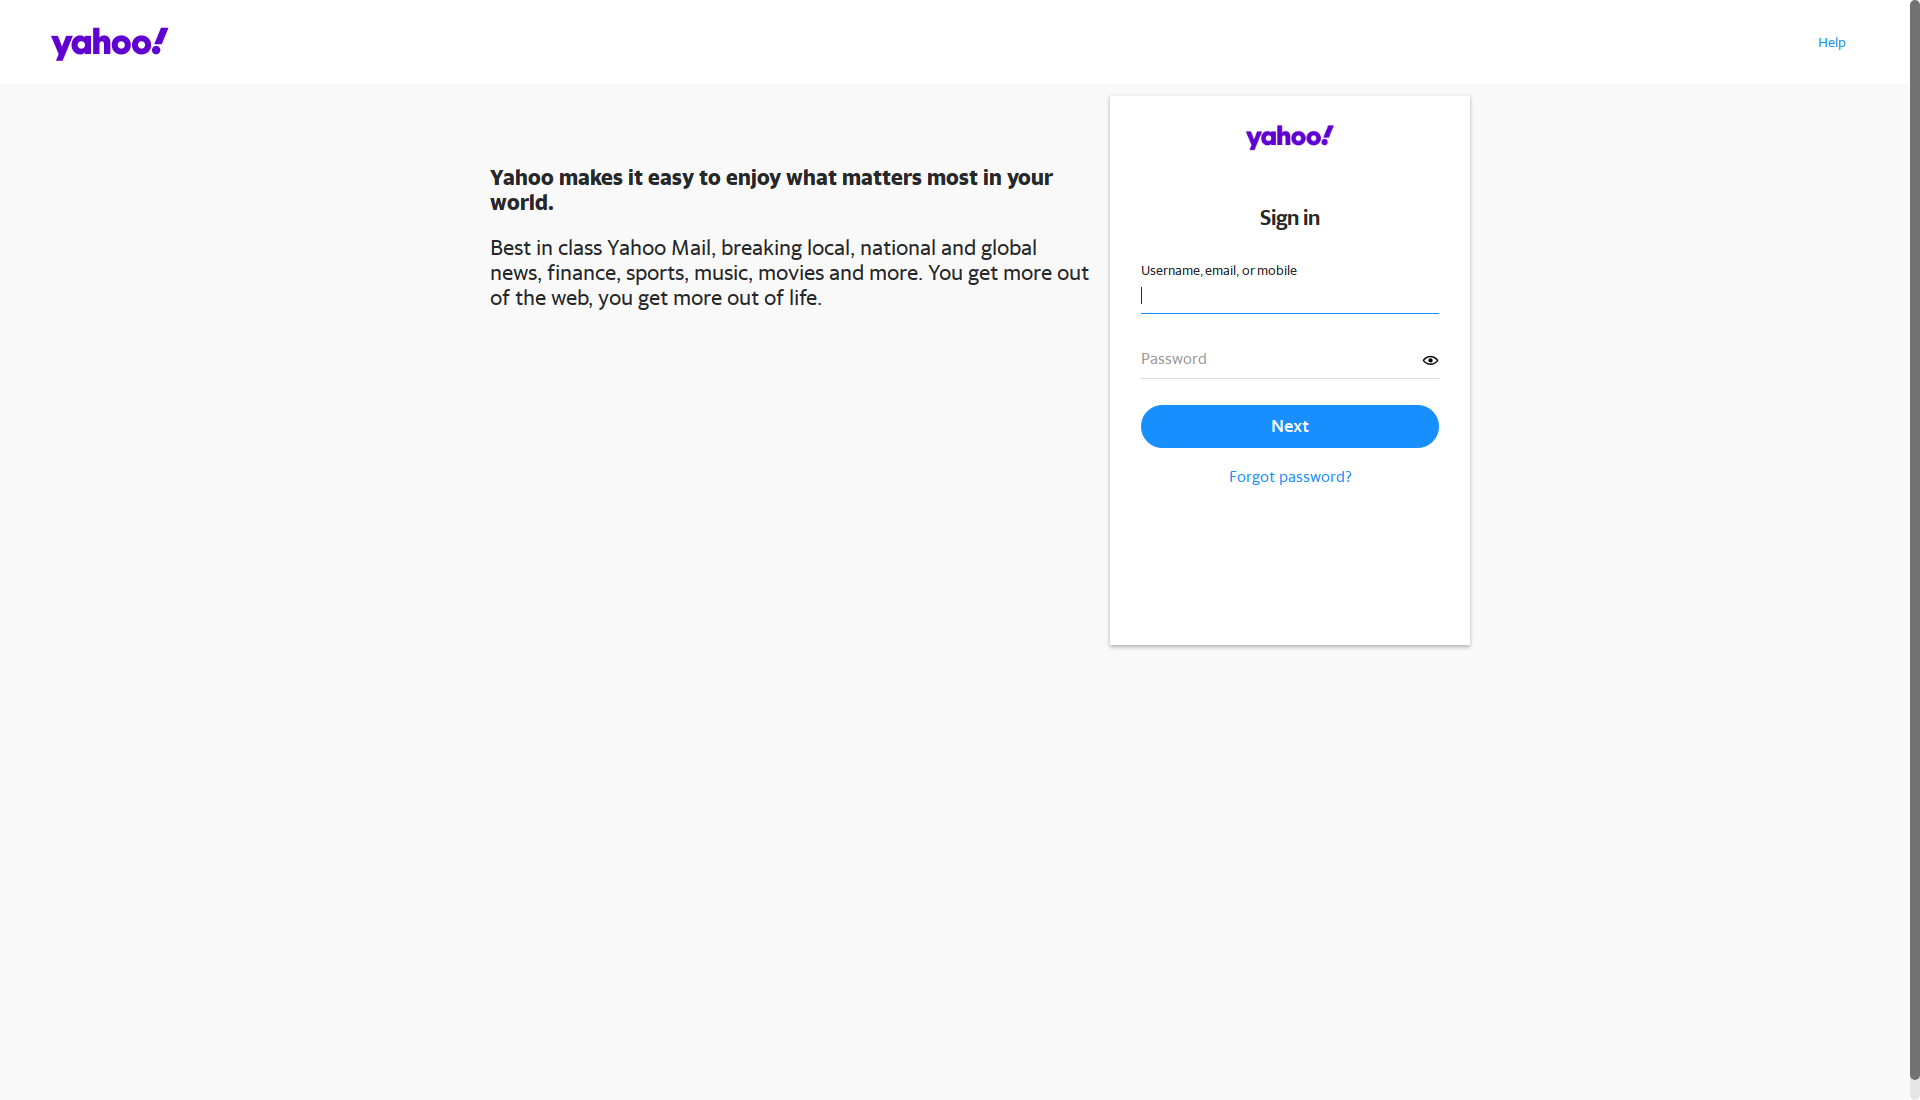 yahoo!
Help
yahoo!
Yahoo makes it easy to enjoy what matters most in your
world.
Best in class Yahoo Mail, breaking local, national and global
news, finance, sports, music, movies and more. You get more out
of the web, you get more out of life.
Sign in
Username, email, or mobile
Password
Next
Forgot password?